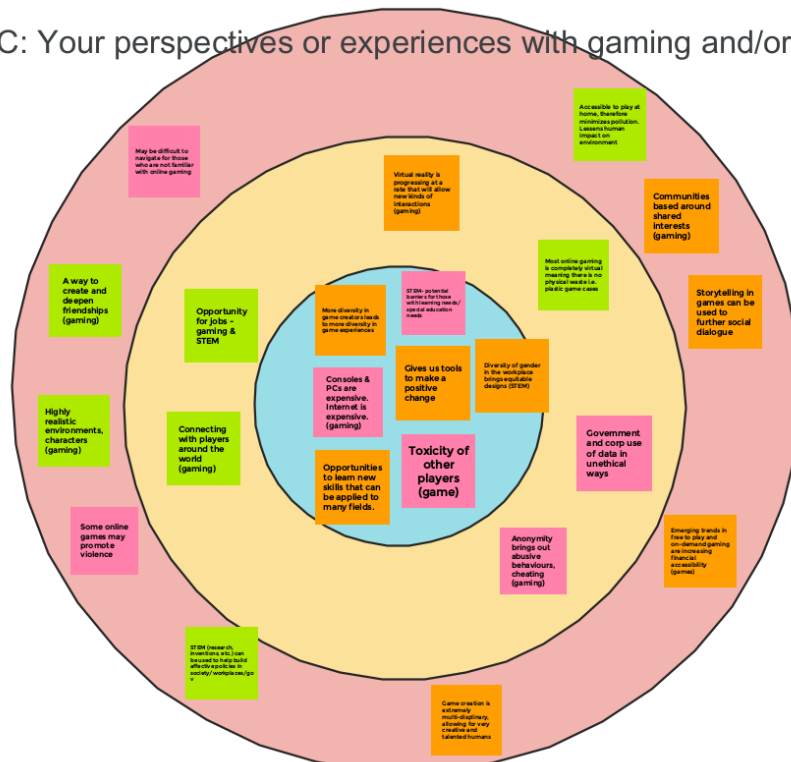 C: Your perspectives or experiences with gaming and/or
Accessible to play at
home, therefore
minimizes pollution.
Lessens human
impact on
environment
May be difficult to
navigate for those
who are not familiar
with online gaming
Virtual reality is
progressing at a
rate that will allow
new kinds of
interactions
(gaming)
Communities
based around
shared
interests
(gaming)
Most online gaming
is completely virtual
meaning there is no
physical waste i.e.
plastic game cases
A way to
create and
deepen
friendships
(gaming)
Storytelling in
games can be
used to
further social
dialogue
Opportunity
for jobs -
gaming &
STEM
More diversity in
game creators leads
to more diversity in
game experiences
STEM- potential
barriers for those
with learning needs/
special education
needs
Gives us tools
to make a
positive
change
Diversity of gender
in the workplace
brings equitable
designs (STEM)
Consoles &
PCs are
expensive.
Internet is
expensive.
(gaming)
Highly
realistic
environments,
characters
(gaming)
Connecting
with players
around the
world
(gaming)
Government
and corp use
of data in
unethical
ways
Toxicity of
other
players
(game)
Opportunities
to learn new
skills that can
be applied to
many fields.
Some online
games may
promote
violence
Anonymity
brings out
abusive
behaviours,
cheating
(gaming)
Emerging trends in
free to play and
on-demand gaming
are increasing
financial
accessibility
(games)
STEM (research,
inventions, etc.) can
be used to help build
affective policies in
society/ workplaces/go
v
Game creation is
extremely
multi-displinary,
allowing for very
creative and
talented humans